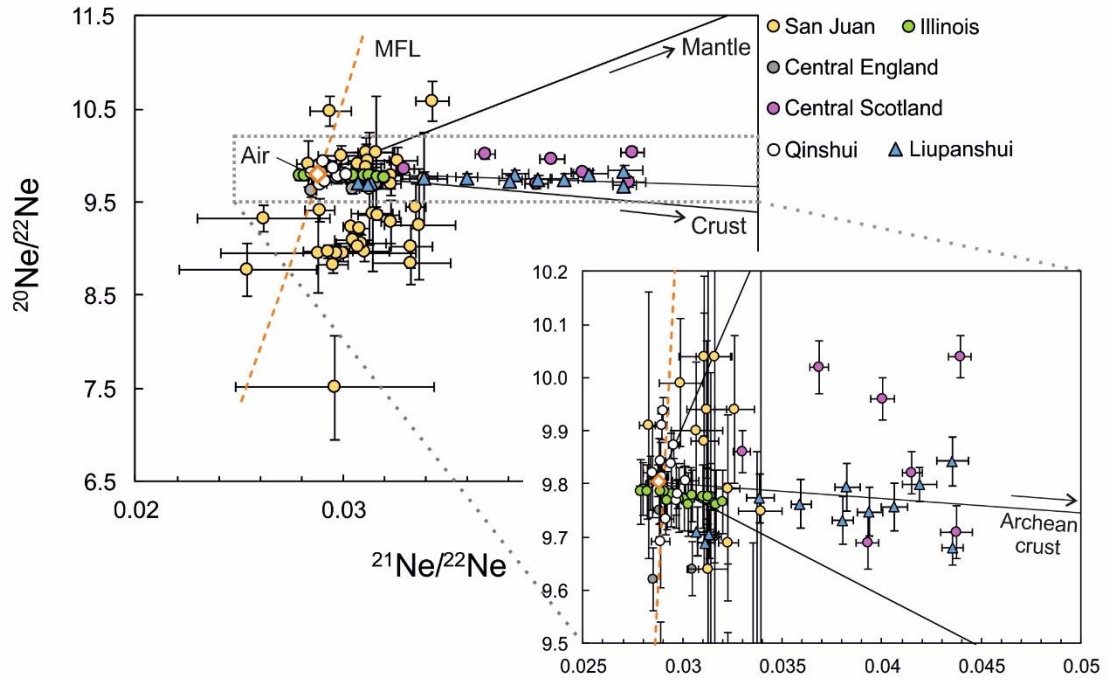 11.5
10.5
9.5
8.5
7.5
6.5
0.02
0.03
20Ne/22Ne
21Ne/22Ne
MFL
Mantle
Air
Crust
San Juan
Illinois
Central England
Central Scotland
Qinshui
Liupanshui
10.2
10.1
10.0
9.9
9.8
9.7
9.6
9.5
0.025
0.03
0.035
0.04
0.045
0.05
Archean
crust